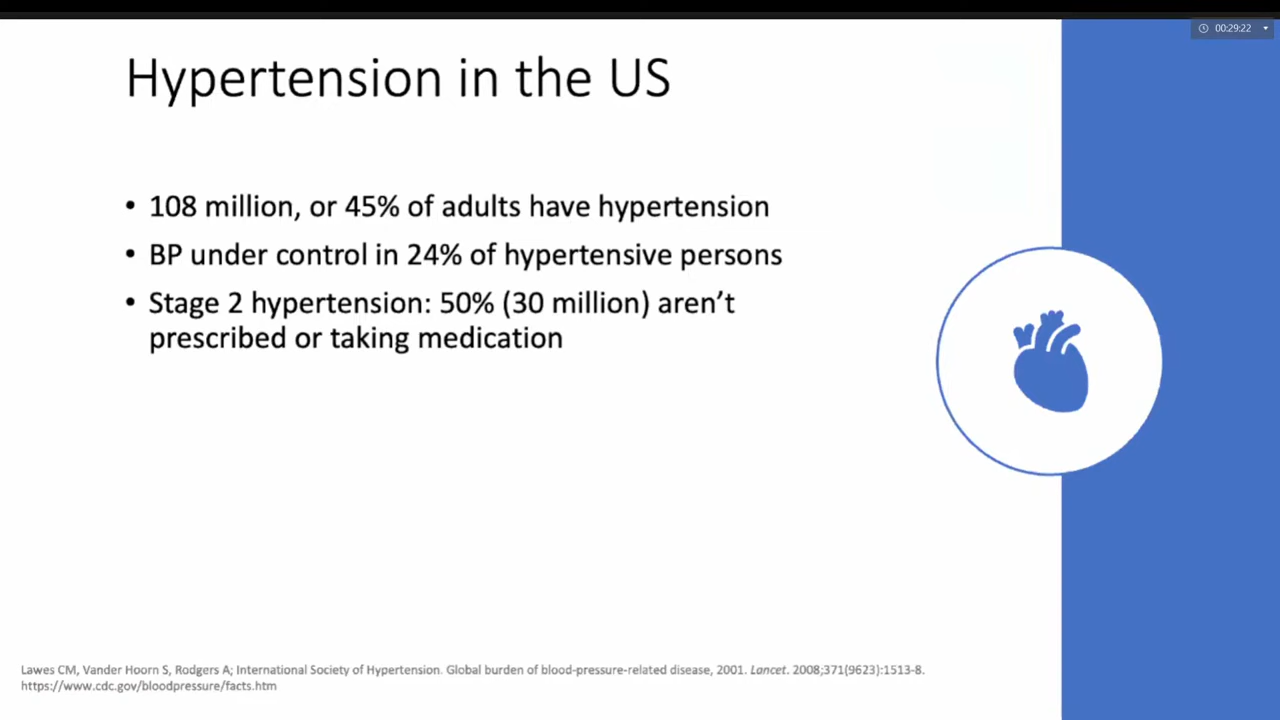 00:29:22
Hypertension in the US
• 108 million, or 45% of adults have hypertension
• BP under control in 24% of hypertensive persons
• Stage 2 hypertension: 50% (30 million) aren’t
prescribed or taking medication
Lawes CM, Vander Hoorn S, Rodgers A; International Society of Hypertension. Global burden of blood-pressure-related disease, 2001. Lancet. 2008;371(9623):1513-8.
https://www.cdc.gov/bloodpressure/facts.htm